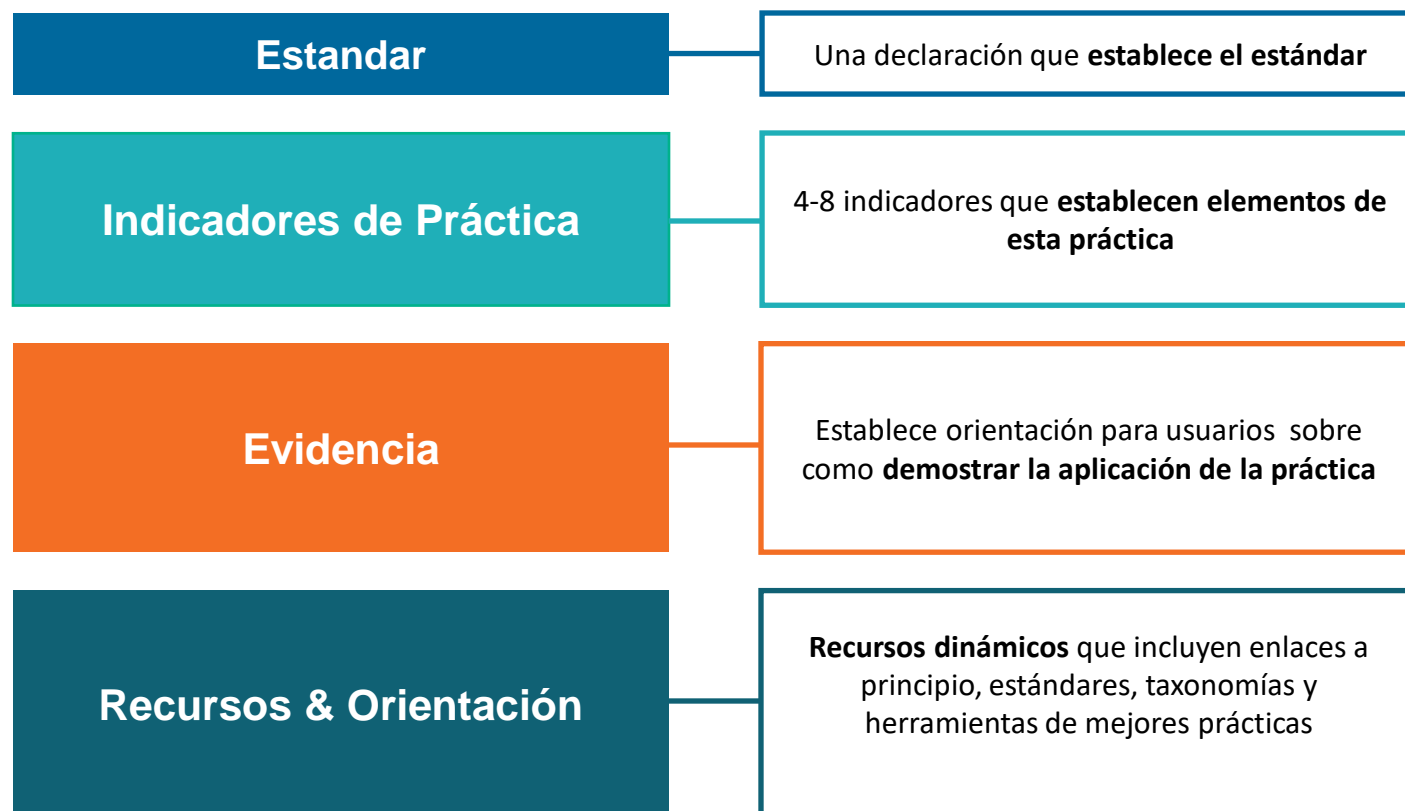 Estandar
Una declaración que establece el estándar
Indicadores de Práctica
4-8 indicadores que establecen elementos de
esta práctica
Evidencia
Establece orientación para usuarios sobre
como demostrar la aplicación de la práctica
Recursos & Orientación
Recursos dinámicos que incluyen enlaces a
principio, estándares, taxonomías y
herramientas de mejores prácticas